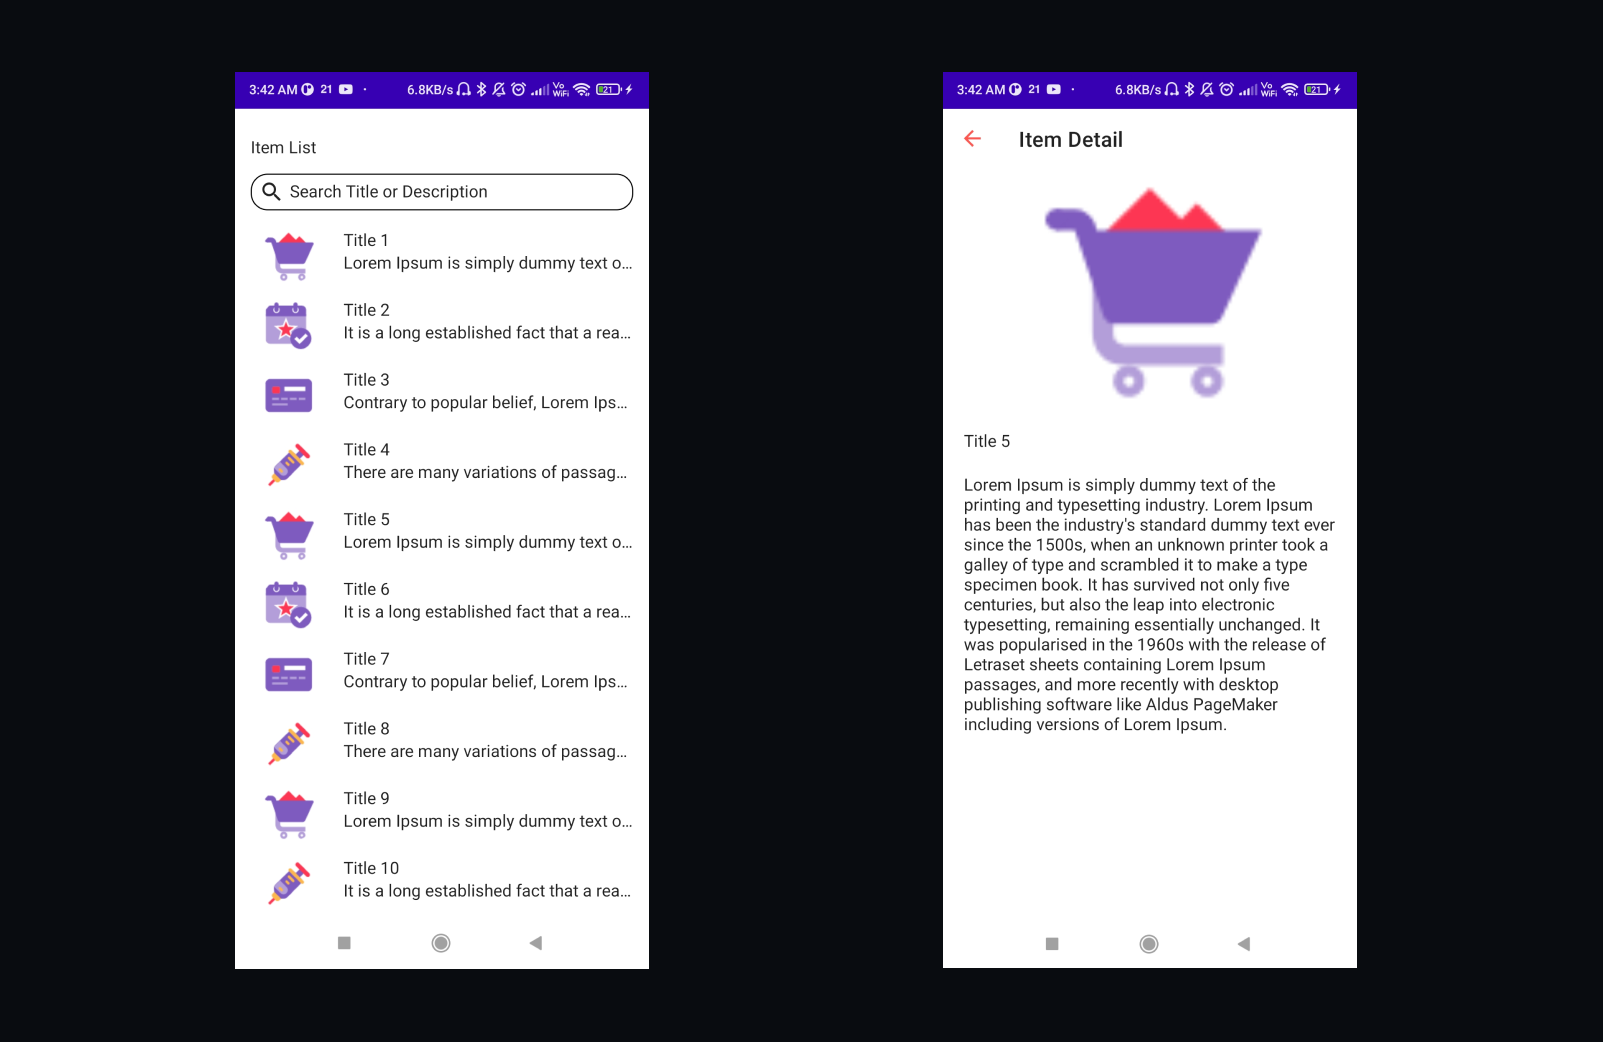 3:42 AM 21 6.8KB/s Vo WiFi 21
Item List
Search Title or Description
Title 1
Lorem Ipsum is simply dummy text o...
Title 2
It is a long established fact that a rea...
Title 3
Contrary to popular belief, Lorem Ips...
Title 4
There are many variations of passag...
Title 5
Lorem Ipsum is simply dummy text o...
Title 6
It is a long established fact that a rea...
Title 7
Contrary to popular belief, Lorem Ips...
Title 8
There are many variations of passag...
Title 9
Lorem Ipsum is simply dummy text o...
Title 10
It is a long established fact that a rea...
3:42 AM 21 6.8KB/s Vo WiFi 21
Item Detail
Title 5
Lorem Ipsum is simply dummy text of the
printing and typesetting industry. Lorem Ipsum
has been the industry's standard dummy text ever
since the 1500s, when an unknown printer took a
galley of type and scrambled it to make a type
specimen book. It has survived not only five
centuries, but also the leap into electronic
typesetting, remaining essentially unchanged. It
was popularised in the 1960s with the release of
Letraset sheets containing Lorem Ipsum
passages, and more recently with desktop
publishing software like Aldus PageMaker
including versions of Lorem Ipsum.